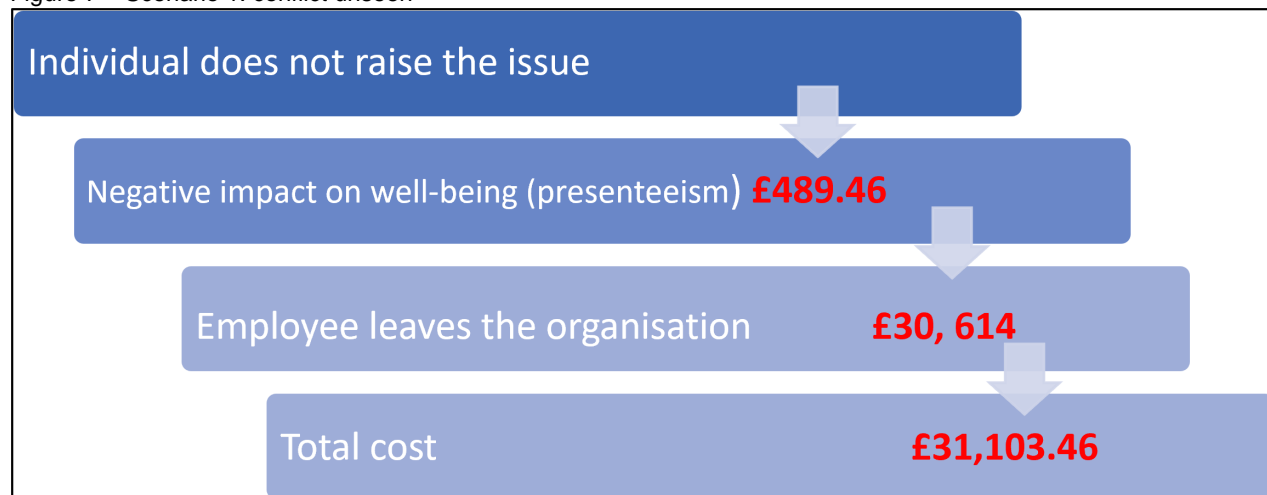 Individual does not raise the issue
Negative impact on well-being (presenteeism) £489.46
Employee leaves the organisation £30, 614
Total cost £31,103.46